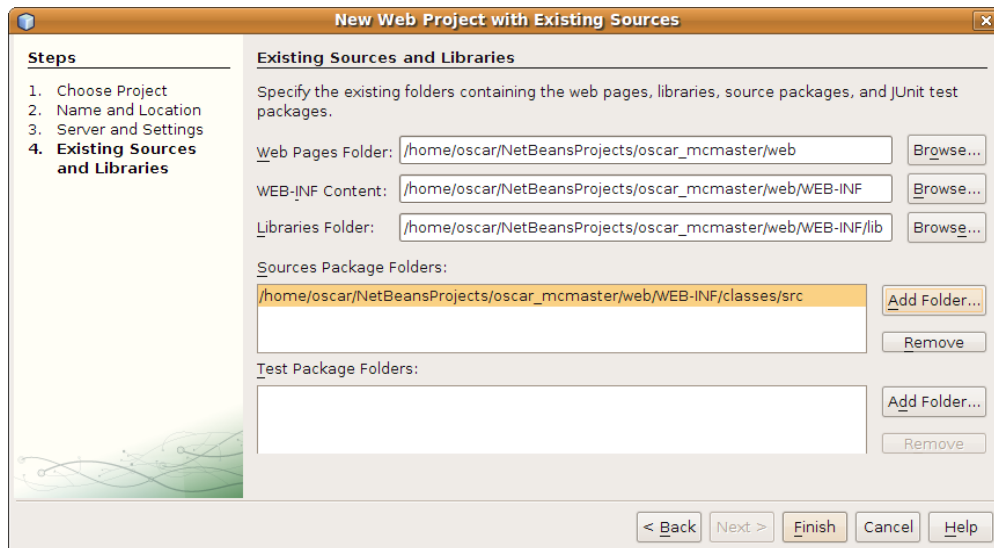 New Web Project with Existing Sources
Steps
1. Choose Project
2. Name and Location
3. Server and Settings
4. Existing Sources
and Libraries
Existing Sources and Libraries
Specify the existing folders containing the web pages, libraries, source packages, and JUnit test
packages.
Web Pages Folder: /home/oscar/NetBeansProjects/oscar_mcmaster/web Browse...
WEB-INF Content: /home/oscar/NetBeansProjects/oscar_mcmaster/web/WEB-INF Browse...
Libraries Folder: /home/oscar/NetBeansProjects/oscar_mcmaster/web/WEB-INF/lib Browse...
Sources Package Folders:
/home/oscar/NetBeansProjects/oscar_mcmaster/web/WEB-INF/classes/src Add Folder...
Remove
Test Package Folders:
Add Folder...
Remove
< Back Next > Finish Cancel Help